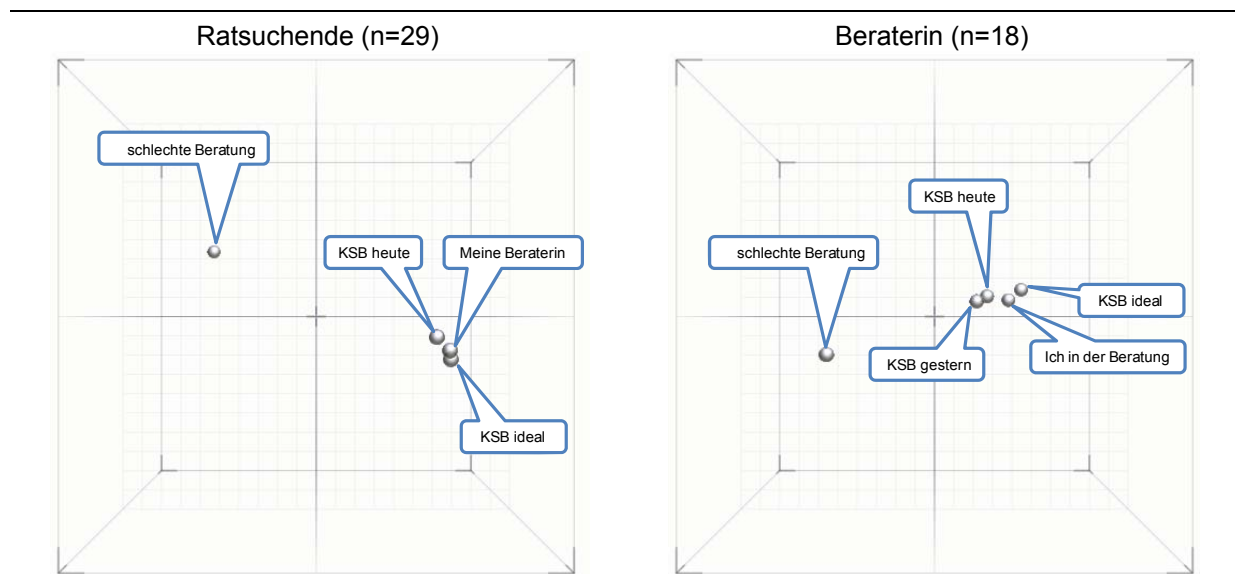 Ratsuchende (n=29)
schlechte Beratung
KSB heute
Meine Beraterin
KSB ideal
Beraterin (n=18)
KSB heute
schlechte Beratung
KSB ideal
KSB gestern
Ich in der Beratung